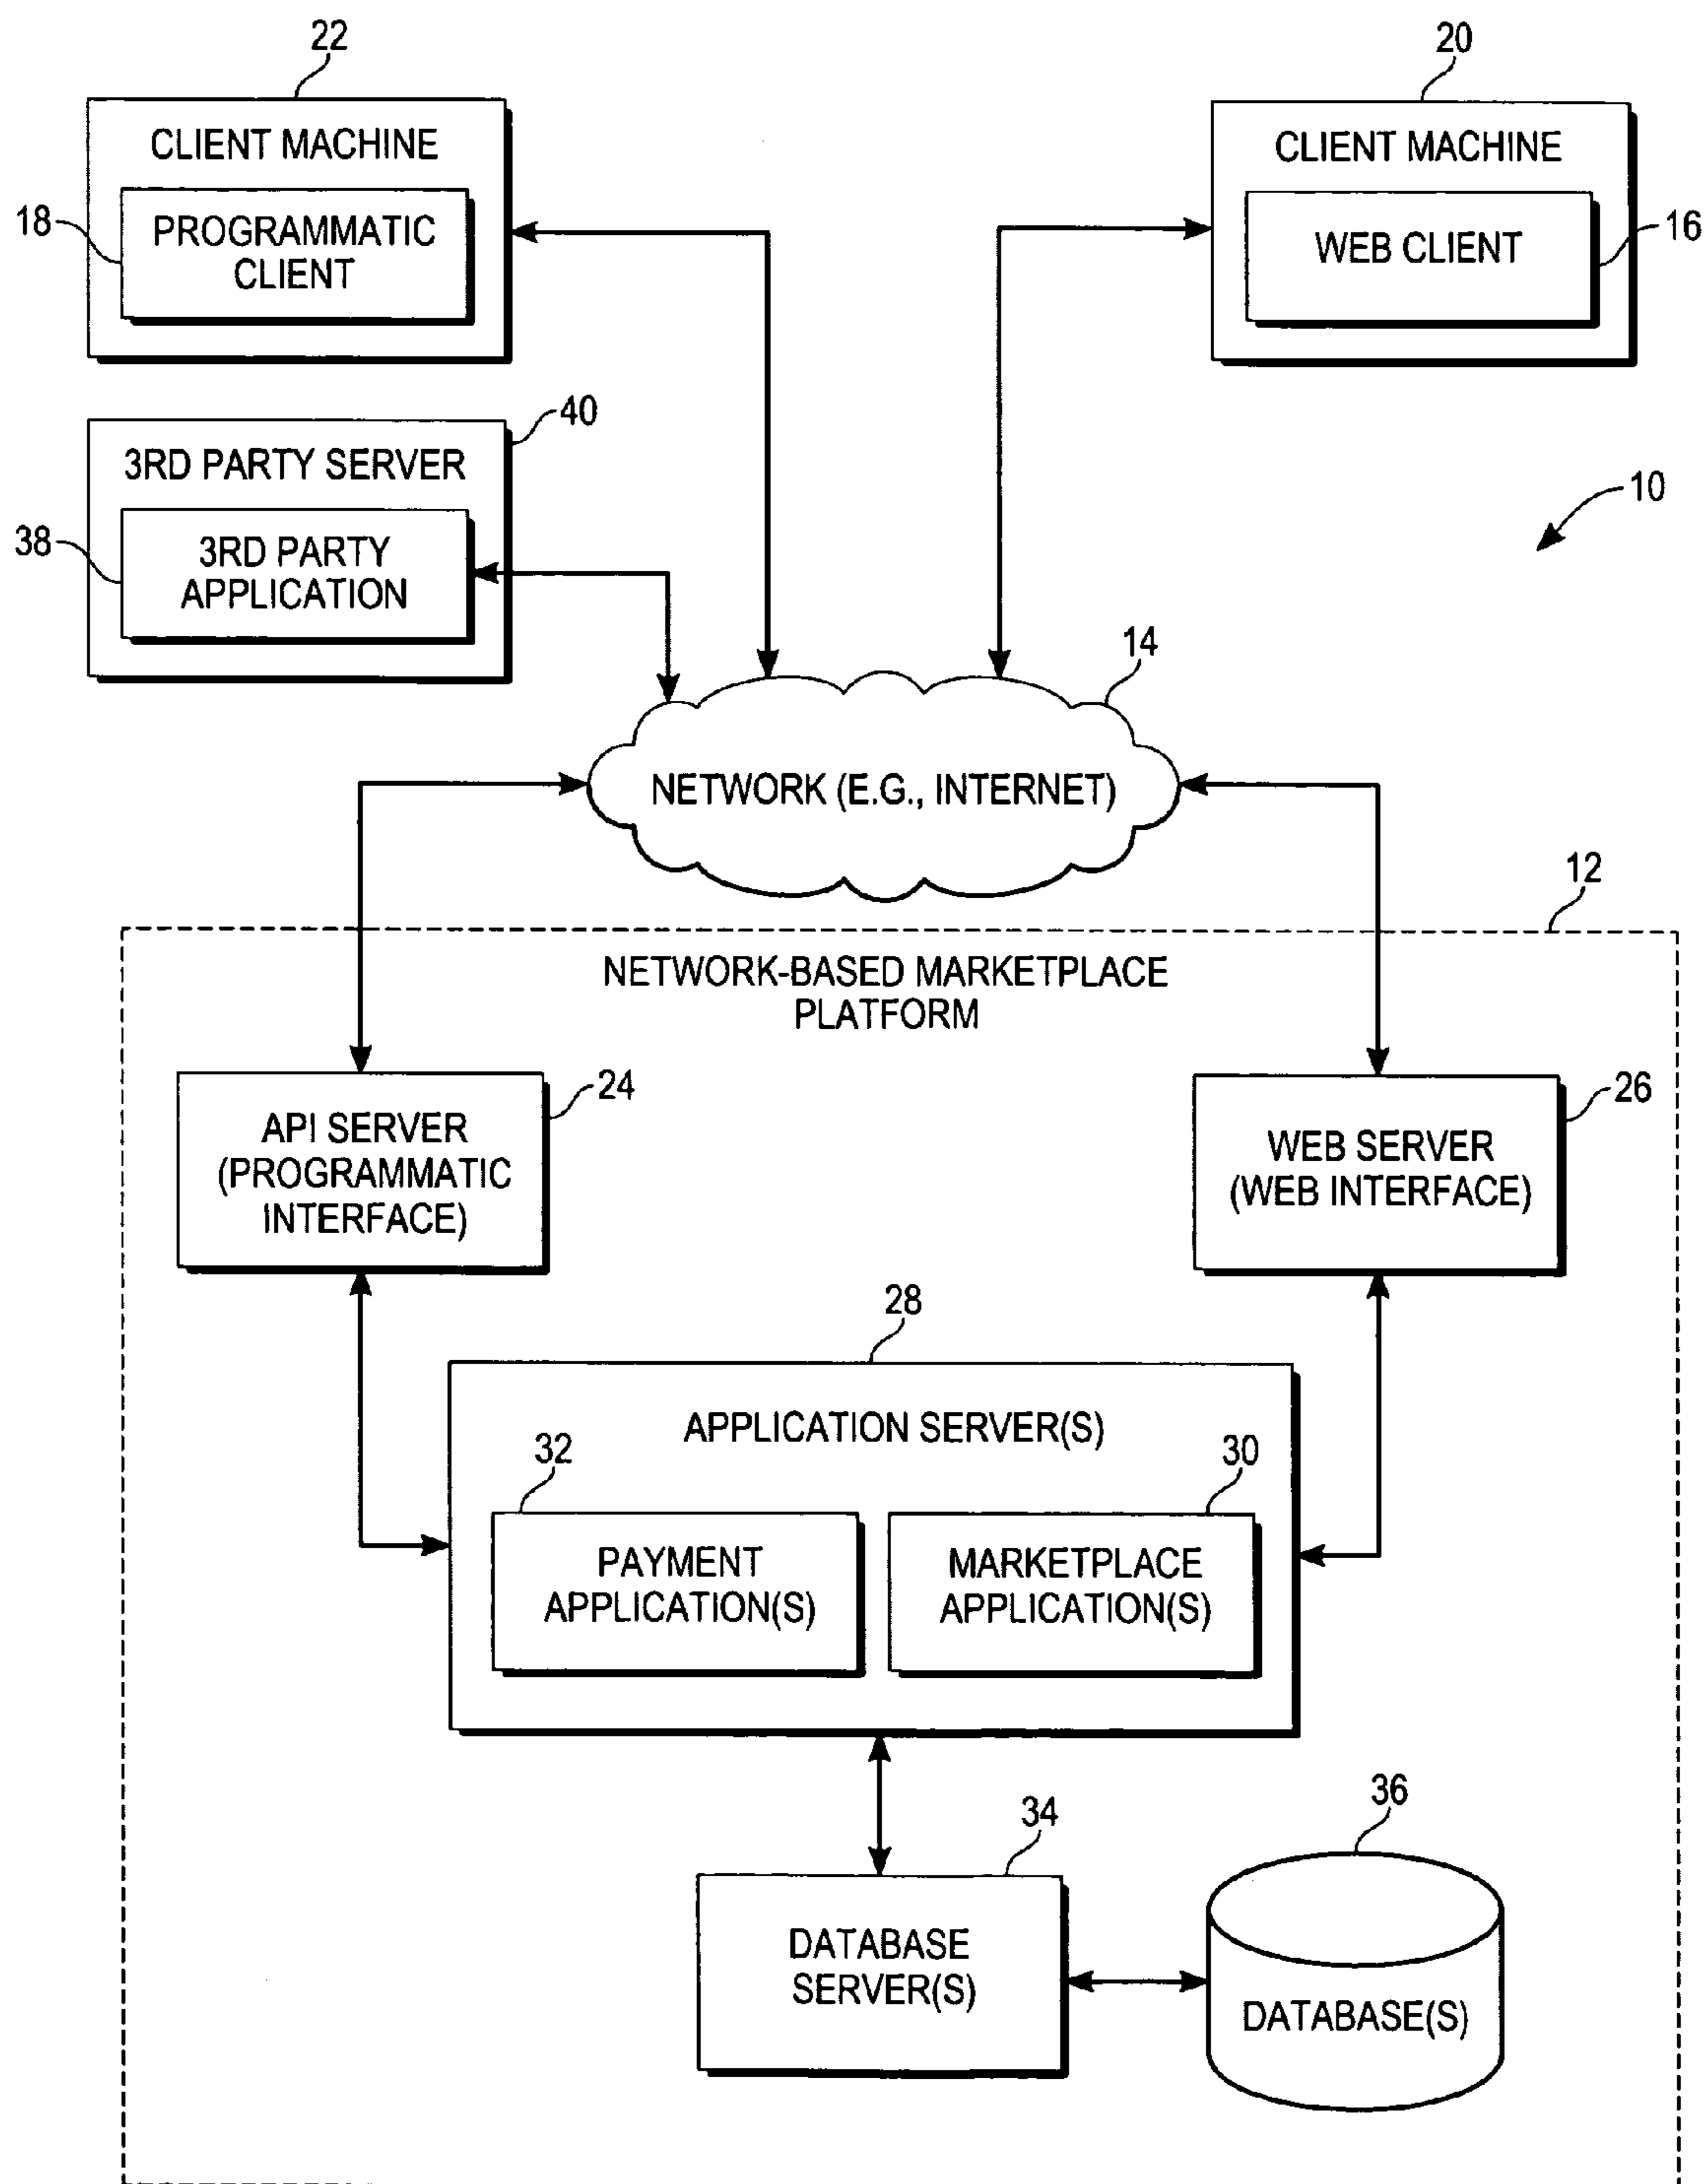 22
20
CLIENT MACHINE
CLIENT MACHINE
18
PROGRAMMATIC
CLIENT
WEB CLIENT
16
40
3RD PARTY SERVER
10
38
3RD PARTY
APPLICATION
14
NETWORK (E.G., INTERNET)
12
NETWORK-BASED MARKETPLACE
PLATFORM
24
API SERVER
(PROGRAMMATIC
INTERFACE)
26
WEB SERVER
(WEB INTERFACE)
28
APPLICATION SERVER(S)
32
30
PAYMENT
APPLICATION(S)
MARKETPLACE
APPLICATION(S)
34
36
DATABASE
SERVER(S)
DATABASE(S)